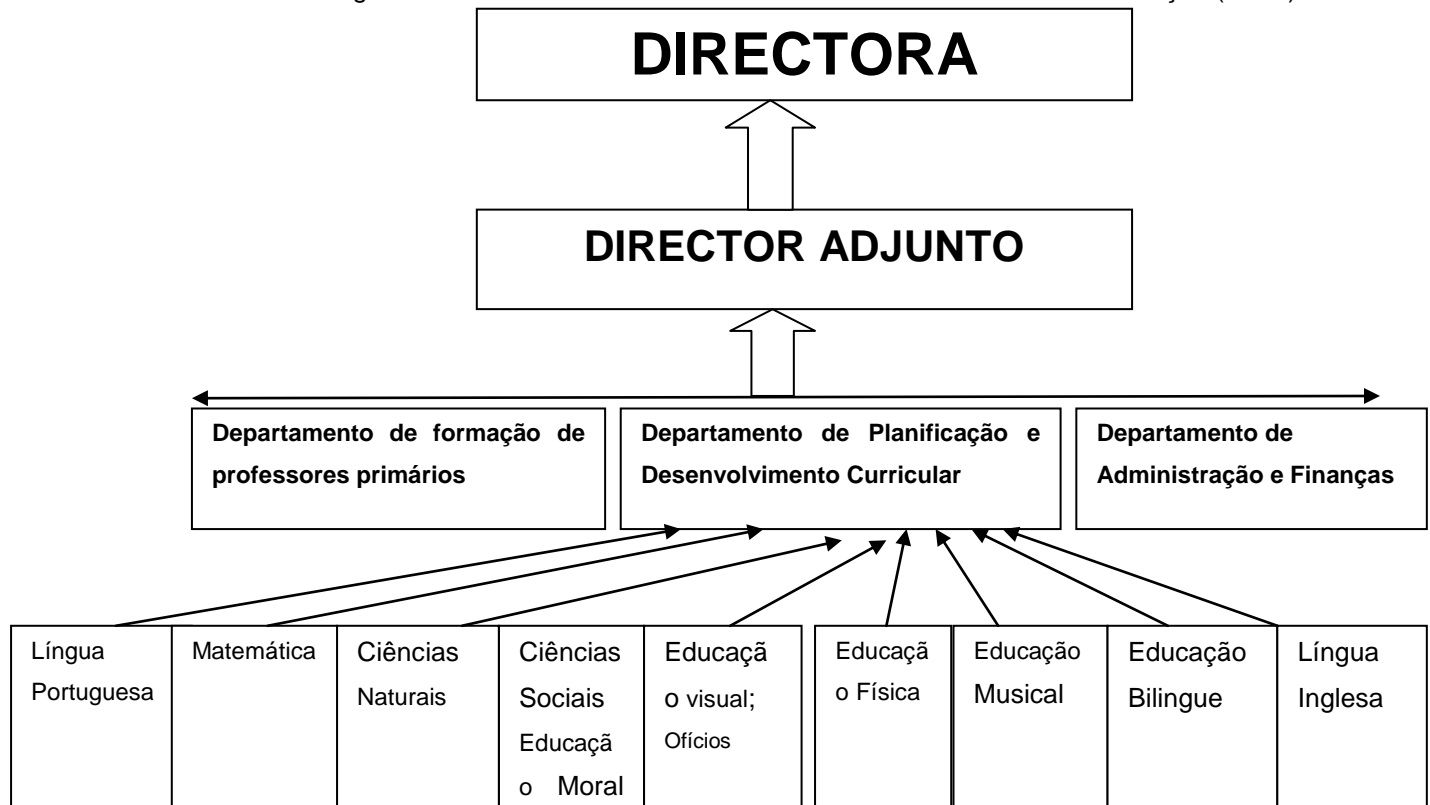 DIRECTORA
DIRECTOR ADJUNTO
Departamento de formação de
professores primários
Departamento de Planificação e
Desenvolvimento Curricular
Departamento de
Administração e Finanças
Língua
Portuguesa
Matemática
Ciências
Naturais
Ciências
Sociais
Educaçã
o Moral
Educaçã
o visual;
Ofícios
Educaçã
o Física
Educação
Musical
Educação
Bilingue
Língua
Inglesa